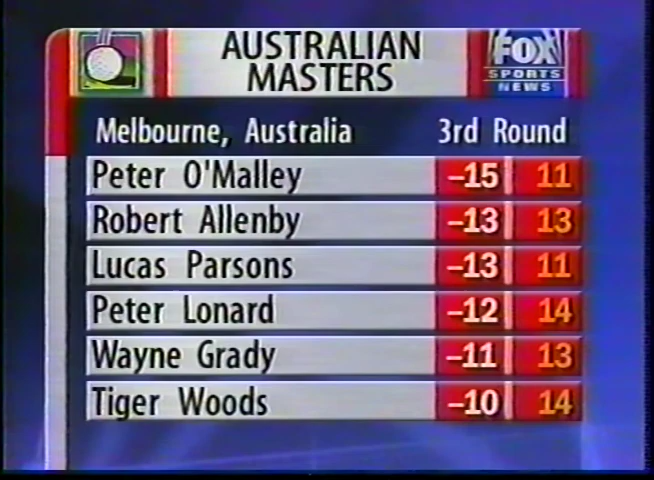 AUSTRALIAN
MASTERS
FOX
SPORTS
NEWS
Melbourne, Australia 3rd Round
Peter O'Malley –15 11
Robert Allenby –13 13
Lucas Parsons –13 11
Peter Lonard –12 14
Wayne Grady –11 13
Tiger Woods –10 14